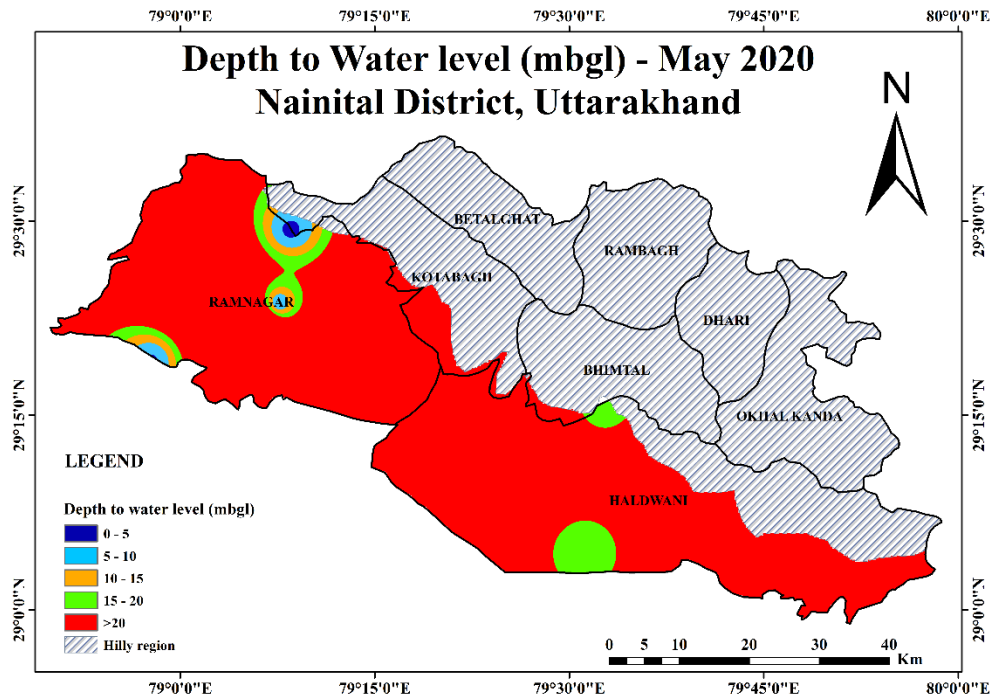 79°0'0"E 79°15'0"E 79°30'0"E 79°45'0"E 80°0'0"E
Depth to Water level (mbgl) - May 2020
Nainital District, Uttarakhand
N
29°30'0"N 29°30'0"N
BETALGHAT
RAMBAGH
KOTABAGH
RAMNAGAR
DHARI
BHIMTAL
29°15'0"N 29°15'0"N
OKHAL KANDA
HALDWANI
LEGEND
Depth to water level (mbgl)
0 - 5
5 - 10
10 - 15
15 - 20
>20
Hilly region
29°0'0"N 29°0'0"N
0 5 10 20 30 40
Km
79°0'0"E 79°15'0"E 79°30'0"E 79°45'0"E 80°0'0"E